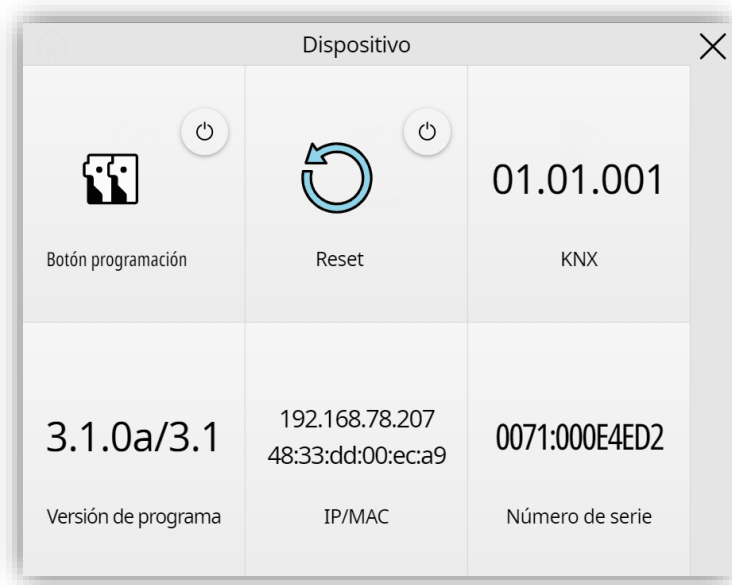 Dispositivo
Botón programación
Reset
01.01.001
KNX
3.1.0a/3.1
Versión de programa
192.168.78.207
48:33:dd:00:ec:a9
IP/MAC
0071:000E4ED2
Número de serie